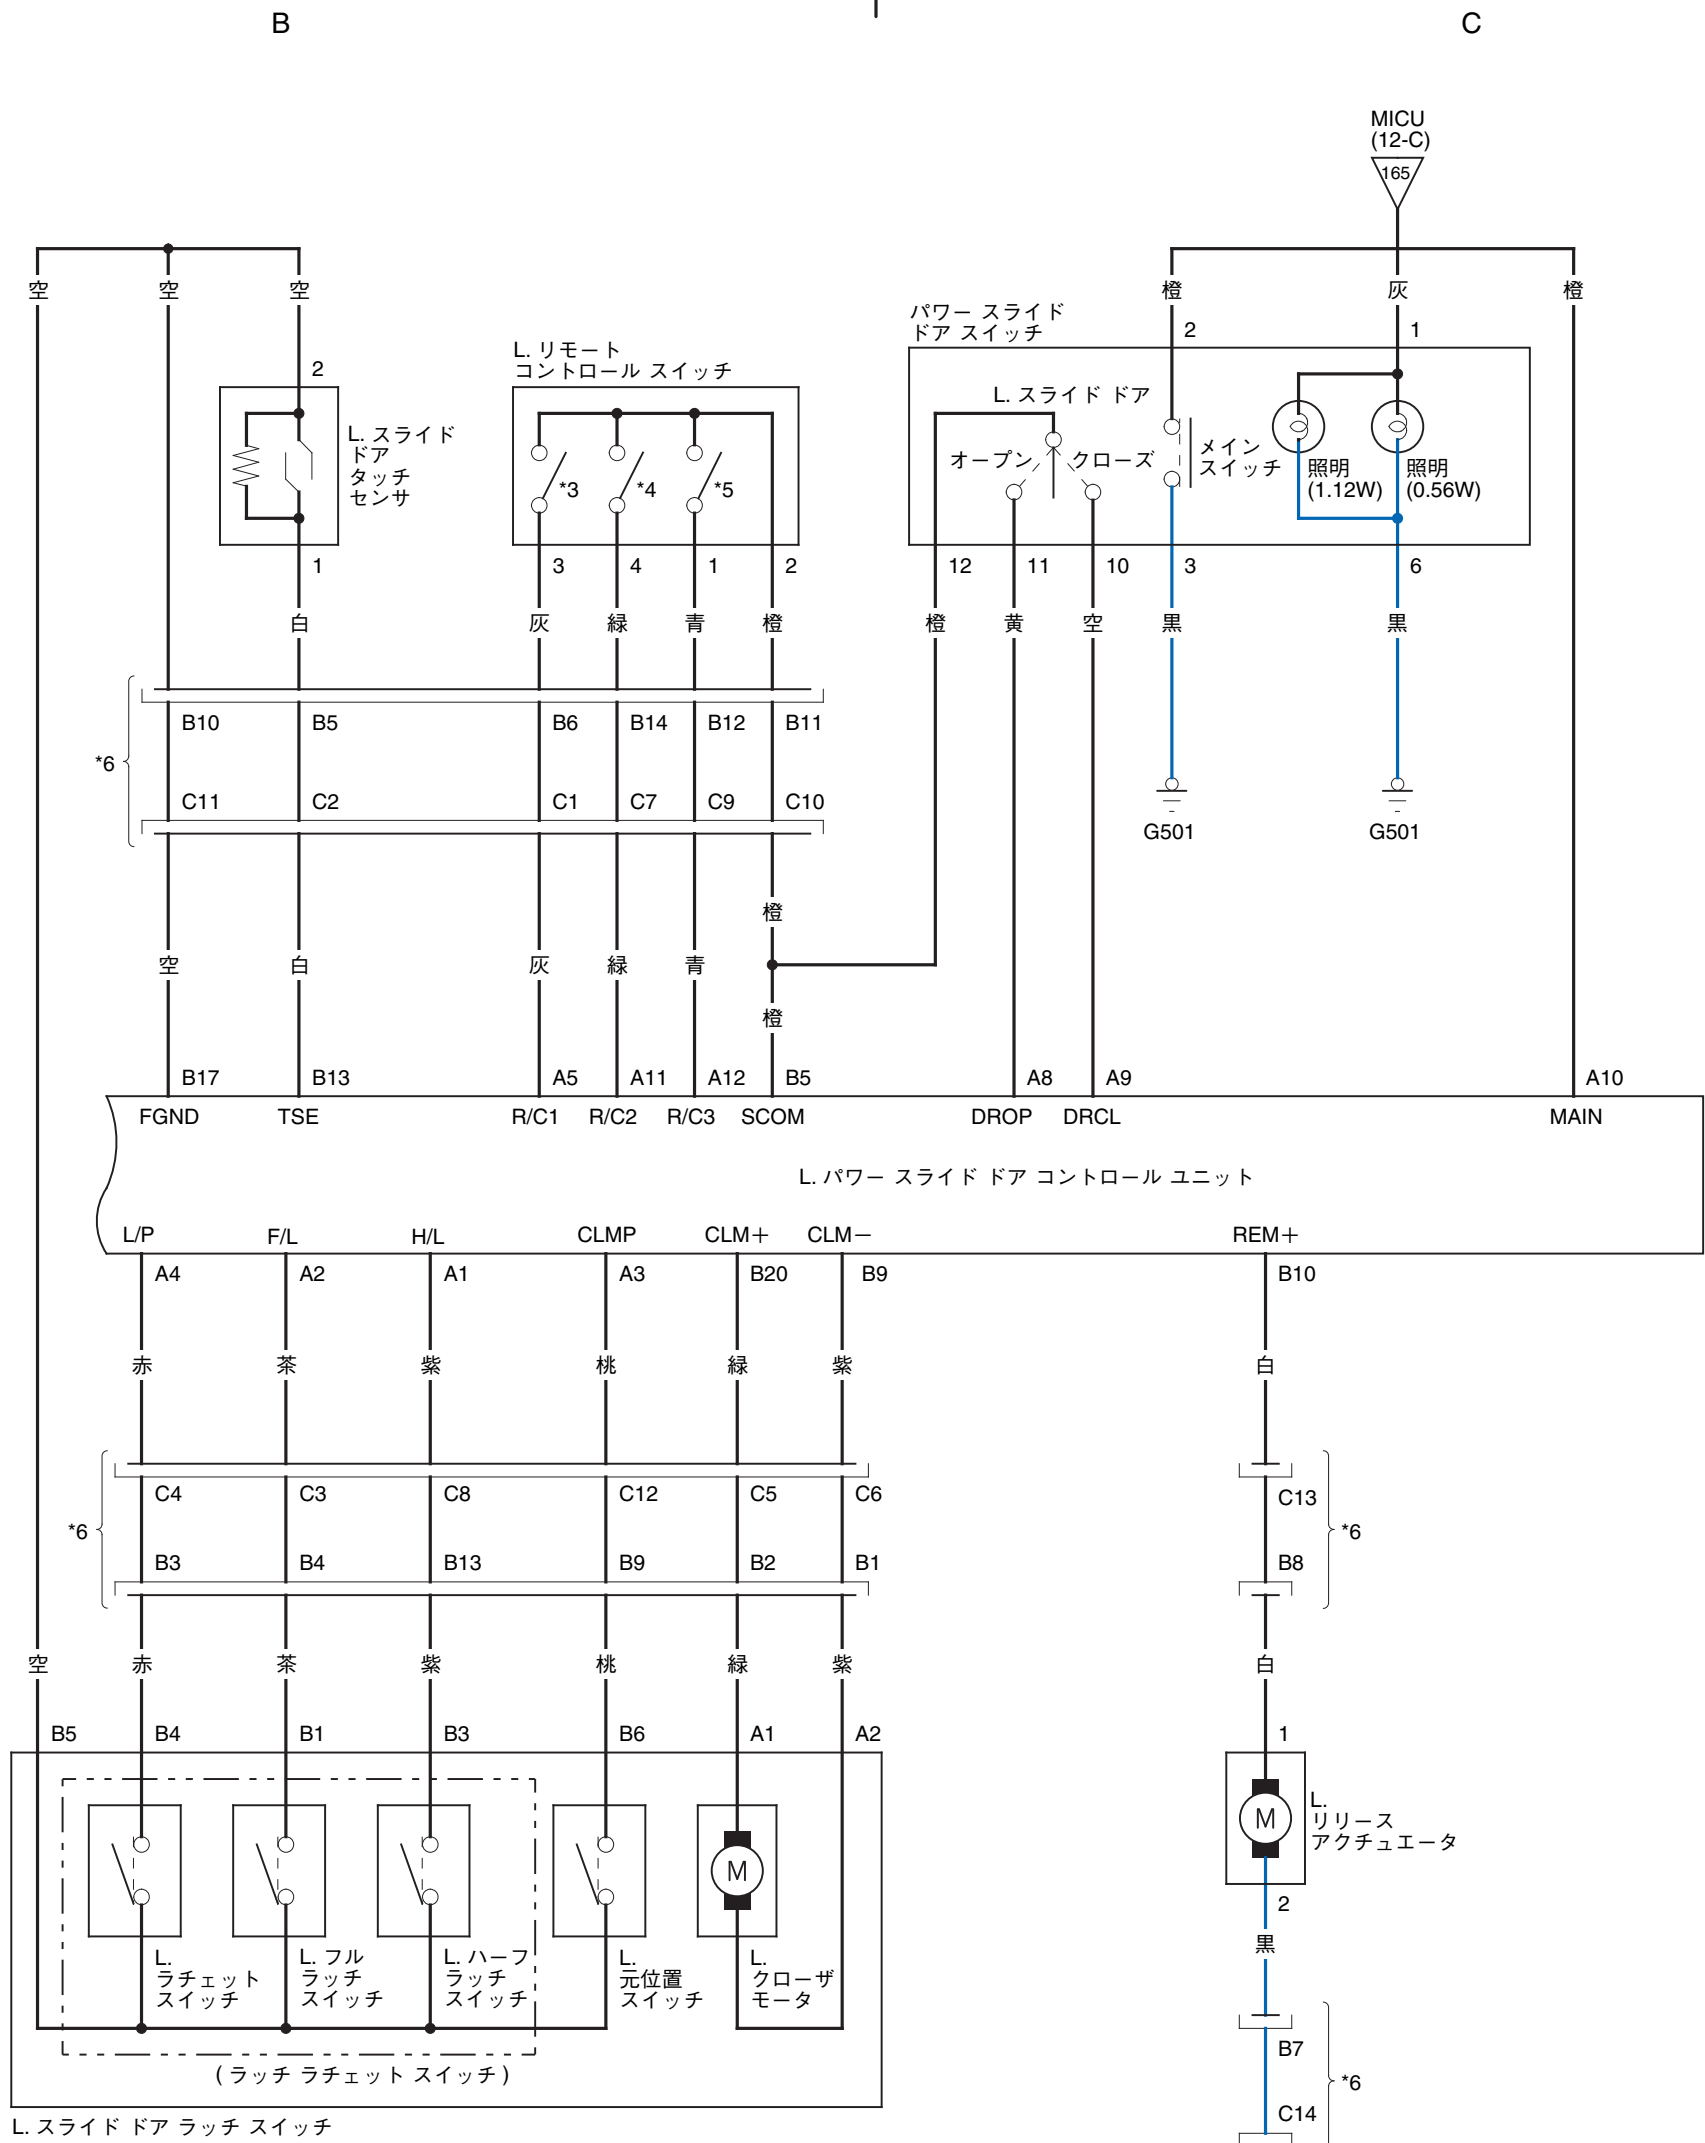 B
C
MICU
(12-C)
165
空 空 空 橙 灰 橙
パワー スライド
ドア スイッチ
2 1
L. リモート
コントロール スイッチ
2
L. スライド ドア
L. スライド
ドア
タッチ
センサ
*3 *4 *5
オープン クローズ
メイン
スイッチ
照明
(1.12W)
照明
(0.56W)
1 3 4 1 2 12 11 10 3 6
白 灰 緑 青 橙 橙 黄 空 黒 黒
B10 B5 B6 B14 B12 B11
*6
C11 C2 C1 C7 C9 C10
G501 G501
橙
空 白 灰 緑 青
橙
B17 B13 A5 A11 A12 B5 A8 A9 A10
FGND TSE R/C1 R/C2 R/C3 SCOM DROP DRCL MAIN
L. パワー スライド ドア コントロール ユニット
L/P F/L H/L CLMP CLM＋ CLM－ REM＋
A4 A2 A1 A3 B20 B9 B10
赤 茶 紫 桃 緑 紫 白
C4 C3 C8 C12 C5 C6 C13
*6 *6
B3 B4 B13 B9 B2 B1 B8
空 赤 茶 紫 桃 緑 紫 白
B5 B4 B1 B3 B6 A1 A2 1
M
L.
リリース
アクチュエータ
M
2
黒
L.
ラチェット
スイッチ
L. フル
ラッチ
スイッチ
L. ハーフ
ラッチ
スイッチ
L.
元位置
スイッチ
L.
クローザ
モータ
B7
( ラッチ ラチェット スイッチ )
*6
C14
L. スライド ドア ラッチ スイッチ